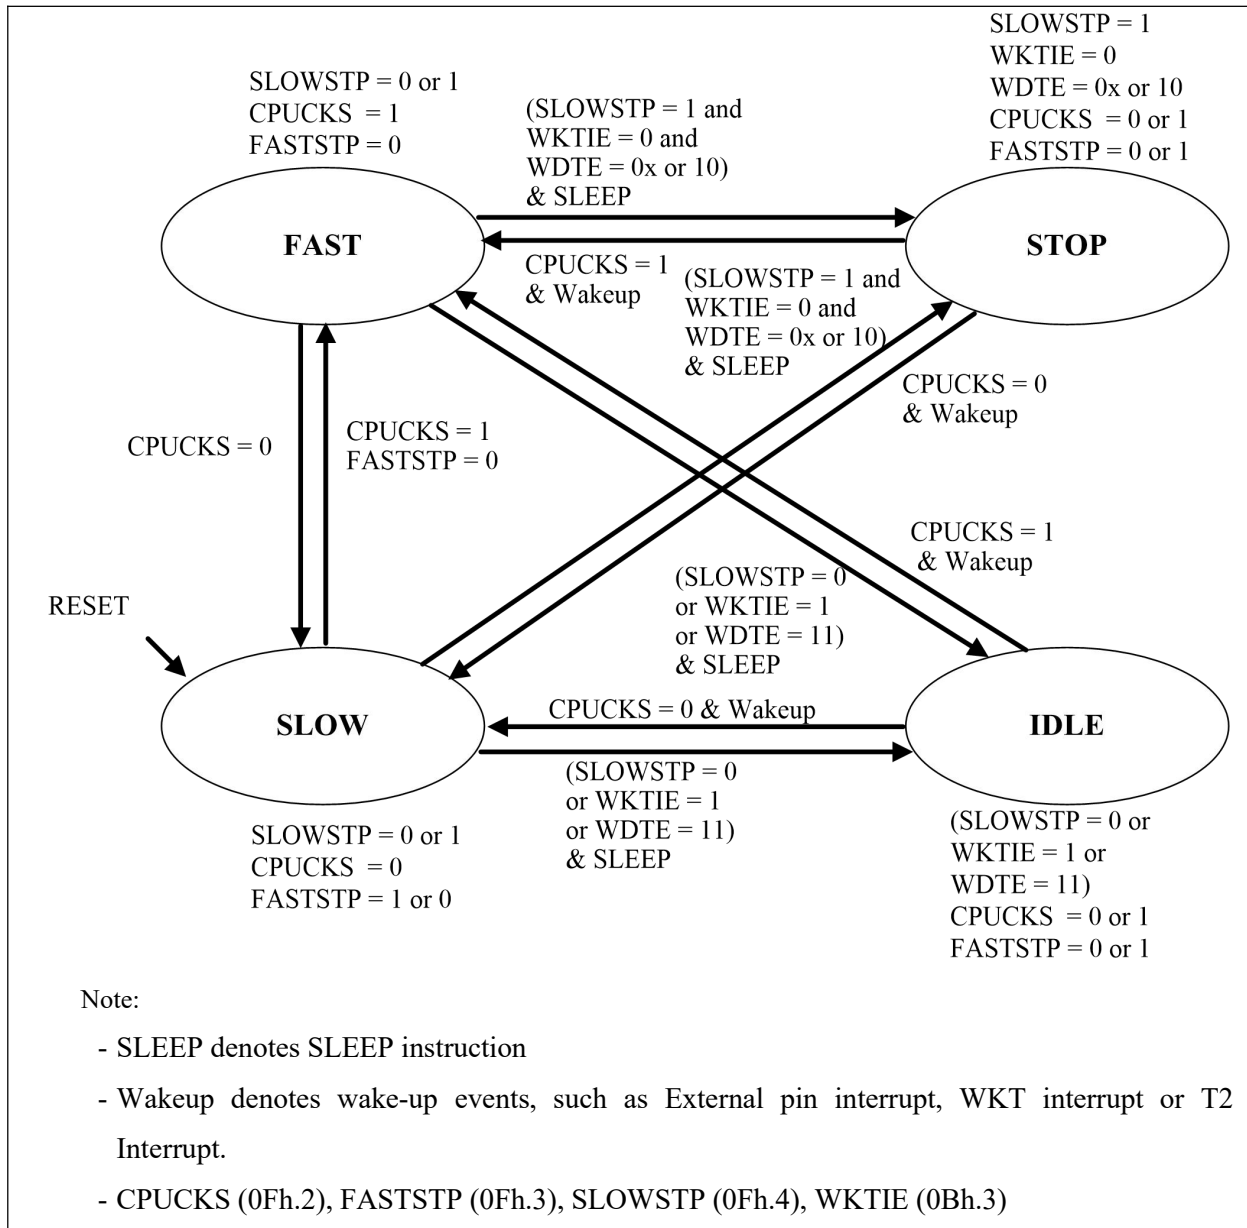 SLOWSTP = 1
WKTIE = 0
WDTE = 0x or 10
CPUCKS = 0 or 1
FASTSTP = 0 or 1
SLOWSTP = 0 or 1
CPUCKS = 1
FASTSTP = 0
(SLOWSTP = 1 and
WKTIE = 0 and
WDTE = 0x or 10)
& SLEEP
FAST
STOP
CPUCKS = 1
& Wakeup
(SLOWSTP = 1 and
WKTIE = 0 and
WDTE = 0x or 10)
& SLEEP
CPUCKS = 0
& Wakeup
CPUCKS = 0
CPUCKS = 1
FASTSTP = 0
CPUCKS = 1
& Wakeup
(SLOWSTP = 0
or WKTIE = 1
or WDTE = 11)
& SLEEP
RESET
SLOW
CPUCKS = 0 & Wakeup
IDLE
(SLOWSTP = 0
or WKTIE = 1
or WDTE = 11)
& SLEEP
SLOWSTP = 0 or 1
CPUCKS = 0
FASTSTP = 1 or 0
(SLOWSTP = 0 or
WKTIE = 1 or
WDTE = 11)
CPUCKS = 0 or 1
FASTSTP = 0 or 1
Note:
- SLEEP denotes SLEEP instruction
- Wakeup denotes wake-up events, such as External pin interrupt, WKT interrupt or T2
Interrupt.
- CPUCKS (0Fh.2), FASTSTP (0Fh.3), SLOWSTP (0Fh.4), WKTIE (0Bh.3)